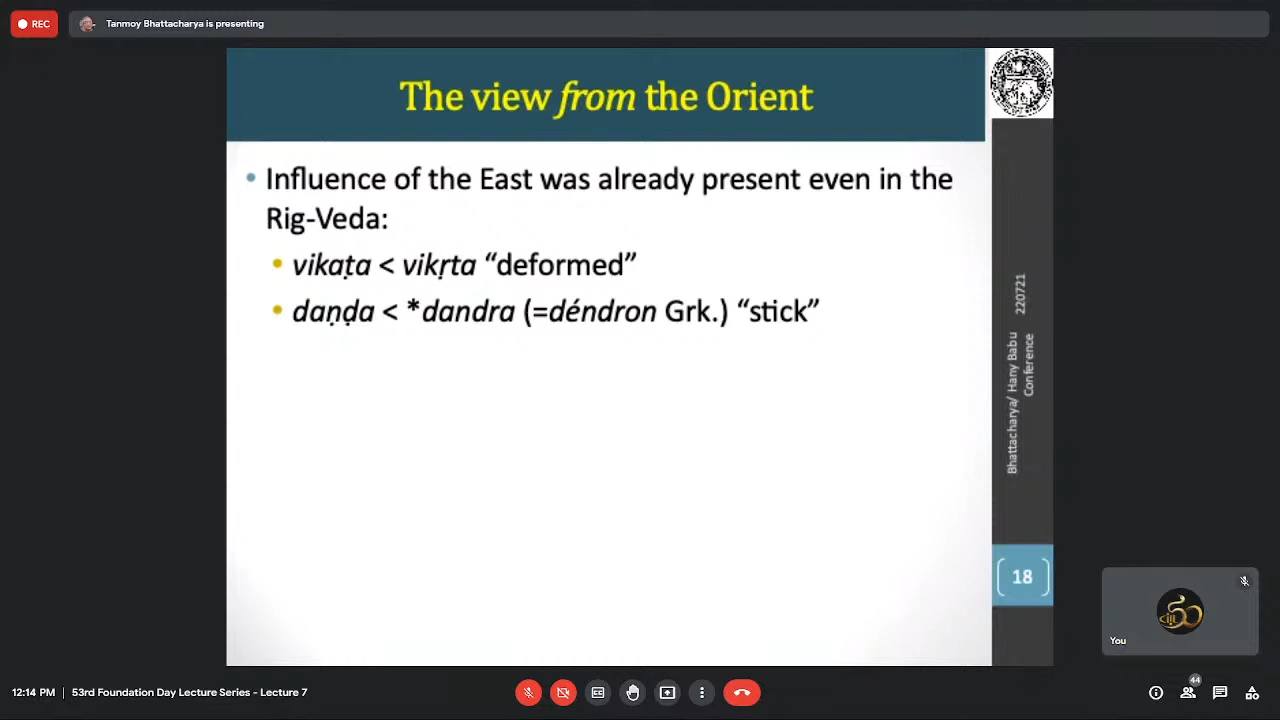 REC
Tanmoy Bhattacharya is presenting
The view from the Orient
• Influence of the East was already present even in the
Rig-Veda:
• vikaṭa < vikṛta “deformed”
• daṇḍa < *dandra (=déndron Grk.) “stick”
Bhattacharya/ Hany Babu
Conference
220721
18
You
12:14 PM | 53rd Foundation Day Lecture Series - Lecture 7
44